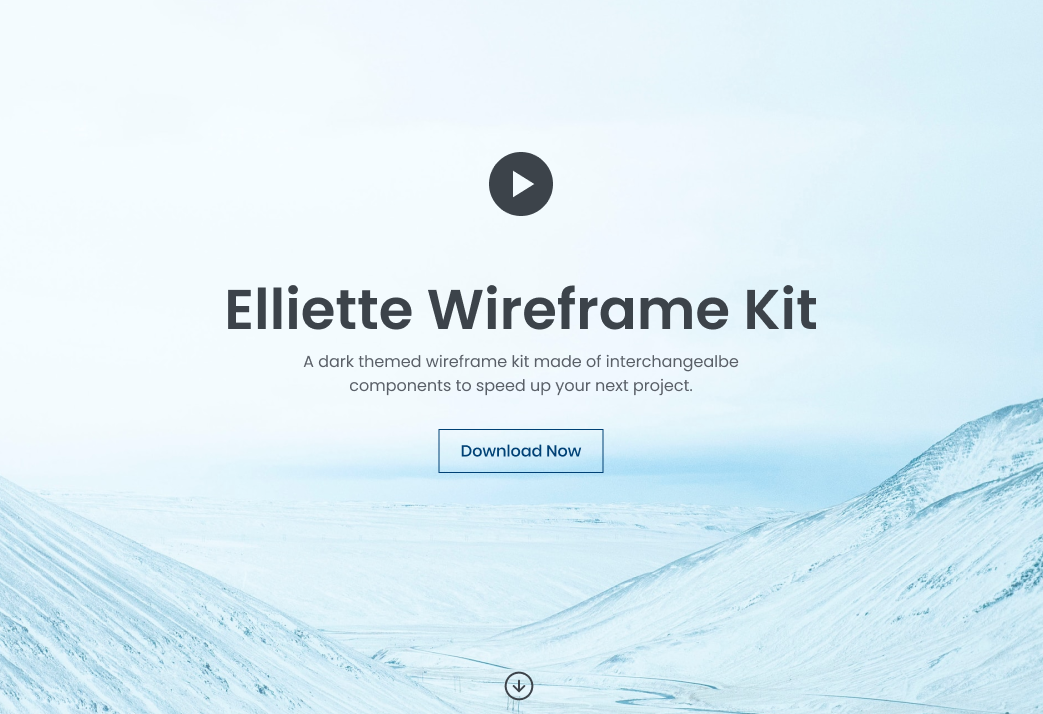 Elliette Wireframe Kit
A dark themed wireframe kit made of interchangealbe
components to speed up your next project.
Download Now